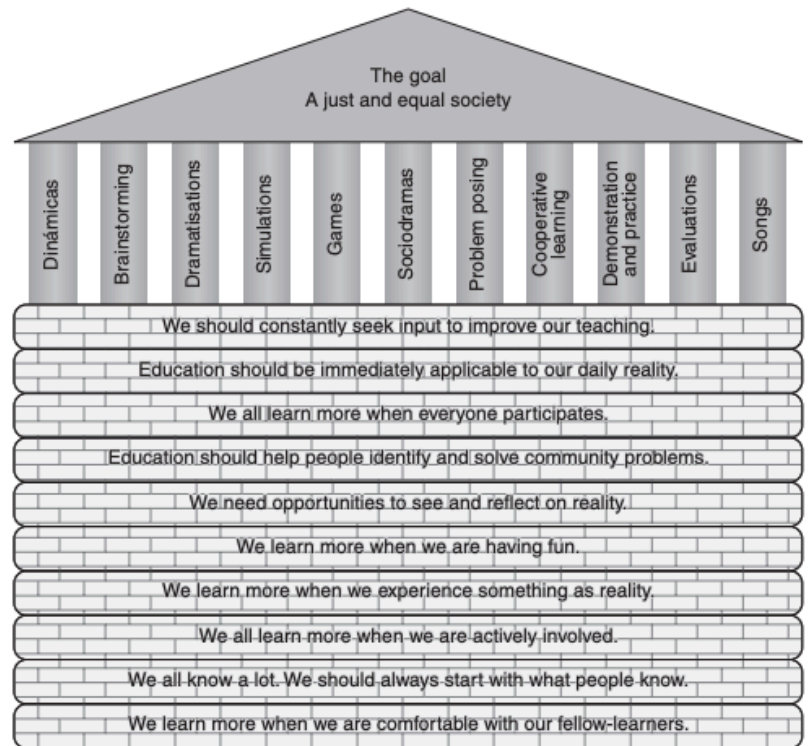 The goal
A just and equal society
Dinámicas
Brainstorming
Dramatisations
Simulations
Games
Sociodramas
Problem posing
Cooperative
learning
Demonstration
and practice
Evaluations
Songs
We should constantly seek input to improve our teaching.
Education should be immediately applicable to our daily reality.
We all learn more when everyone participates.
Education should help people identify and solve community problems.
We need opportunities to see and reflect on reality.
We learn more when we are having fun.
We learn more when we experience something as reality.
We all learn more when we are actively involved.
We all know a lot. We should always start with what people know.
We learn more when we are comfortable with our fellow-learners.